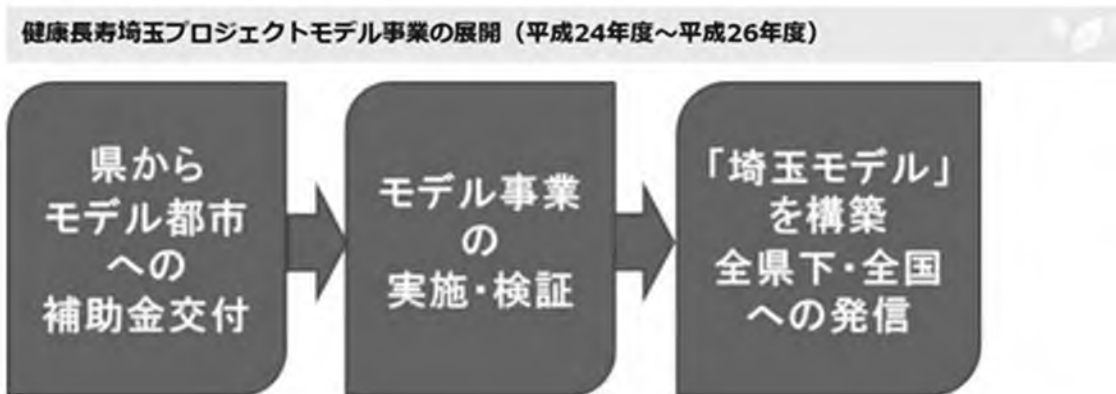 健康長寿埼玉プロジェクトモデル事業の展開（平成24年度～平成26年度）
県から
モデル都市
への
補助金交付
モデル事業
の
実施・検証
「埼玉モデル」
を構築
全県下・全国
への発信